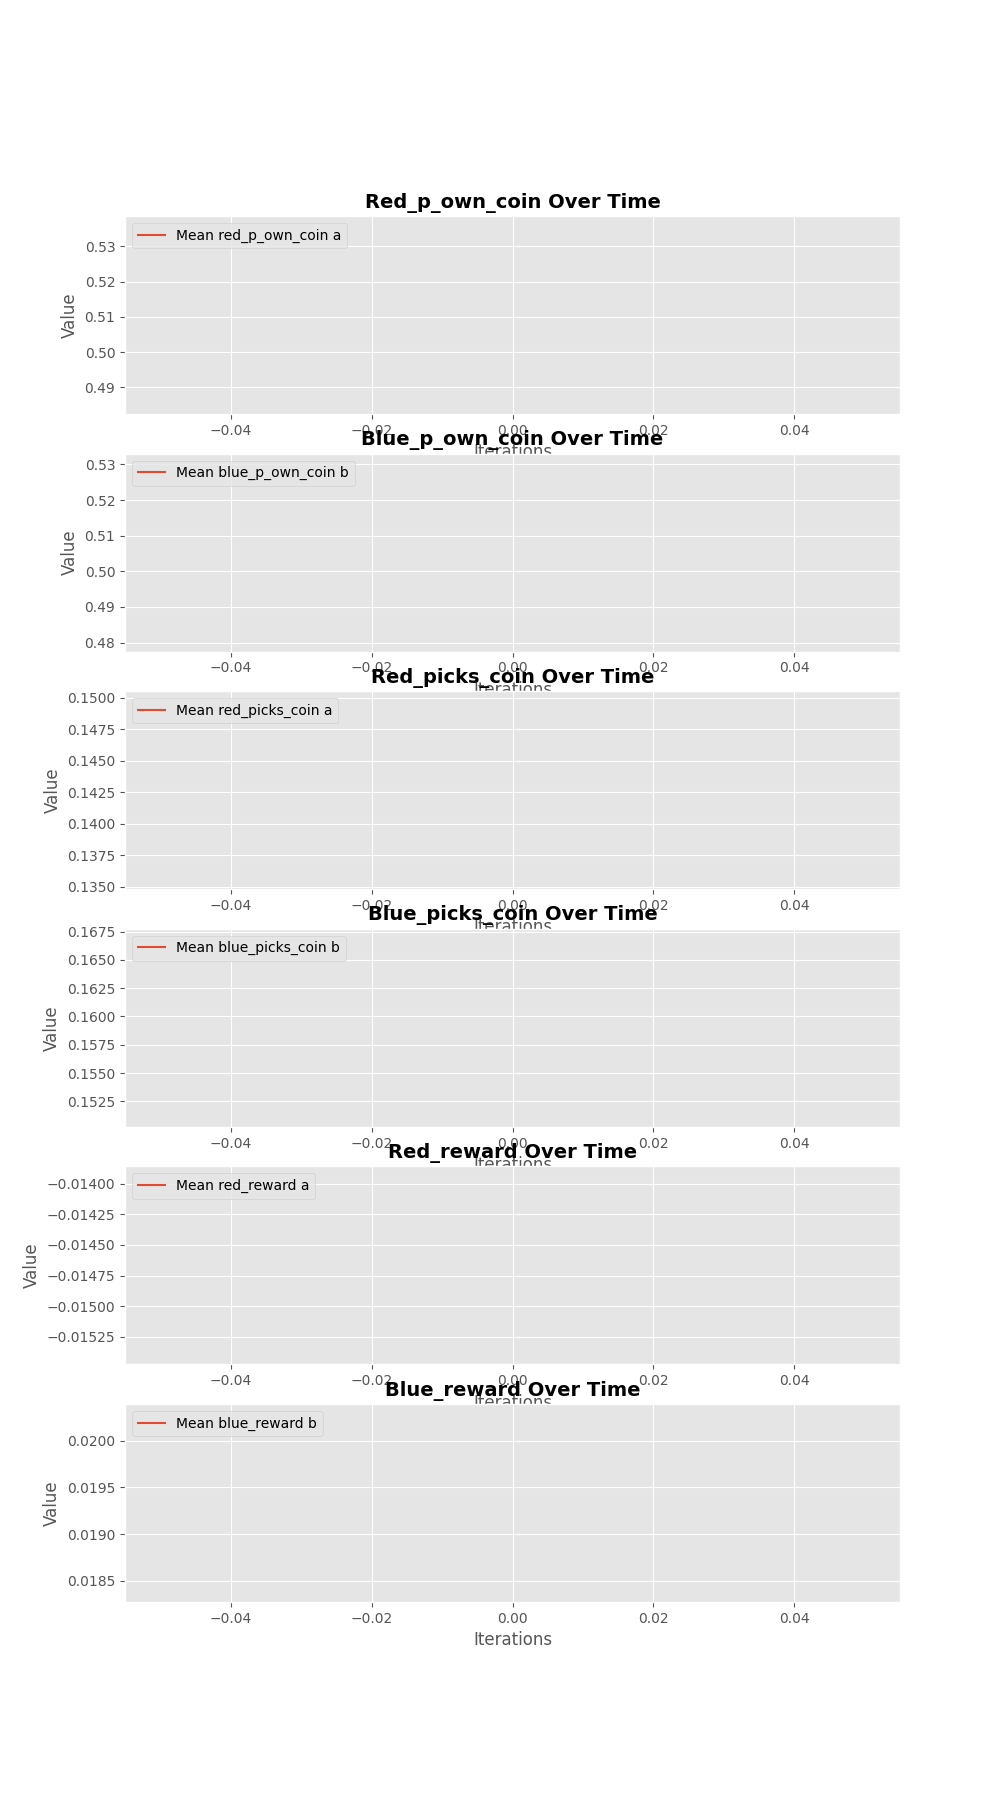 Red_p_own_coin Over Time
Mean red_p_own_coin a
0.53
0.52
0.51
0.50
0.49
Value
−0.04 −0.02 0.00 0.02 0.04
Iterations
Blue_p_own_coin Over Time
Mean blue_p_own_coin b
0.53
0.52
0.51
0.50
0.49
0.48
Value
−0.04 −0.02 0.00 0.02 0.04
Iterations
Red_picks_coin Over Time
Mean red_picks_coin a
0.1500
0.1475
0.1450
0.1425
0.1400
0.1375
0.1350
Value
−0.04 −0.02 0.00 0.02 0.04
Iterations
Blue_picks_coin Over Time
Mean blue_picks_coin b
0.1675
0.1650
0.1625
0.1600
0.1575
0.1550
0.1525
Value
−0.04 −0.02 0.00 0.02 0.04
Iterations
Red_reward Over Time
Mean red_reward a
−0.01400
−0.01425
−0.01450
−0.01475
−0.01500
−0.01525
Value
−0.04 −0.02 0.00 0.02 0.04
Iterations
Blue_reward Over Time
Mean blue_reward b
0.0200
0.0195
0.0190
0.0185
Value
−0.04 −0.02 0.00 0.02 0.04
Iterations